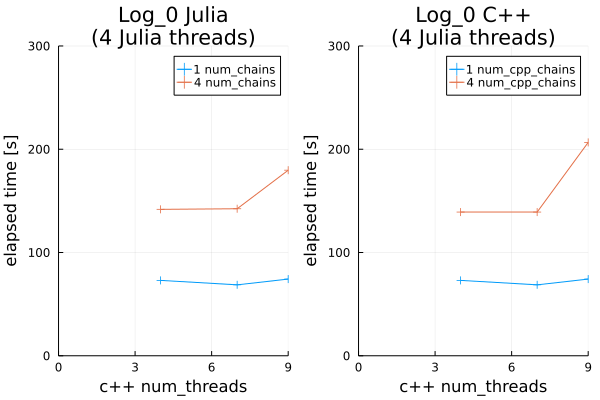 Log_0 Julia
(4 Julia threads)
300
200
100
0
elapsed time [s]
1 num_chains
4 num_chains
0
3
6
9
c++ num_threads
Log_0 C++
(4 Julia threads)
300
200
100
0
elapsed time [s]
1 num_cpp_chains
4 num_cpp_chains
0
3
6
9
c++ num_threads